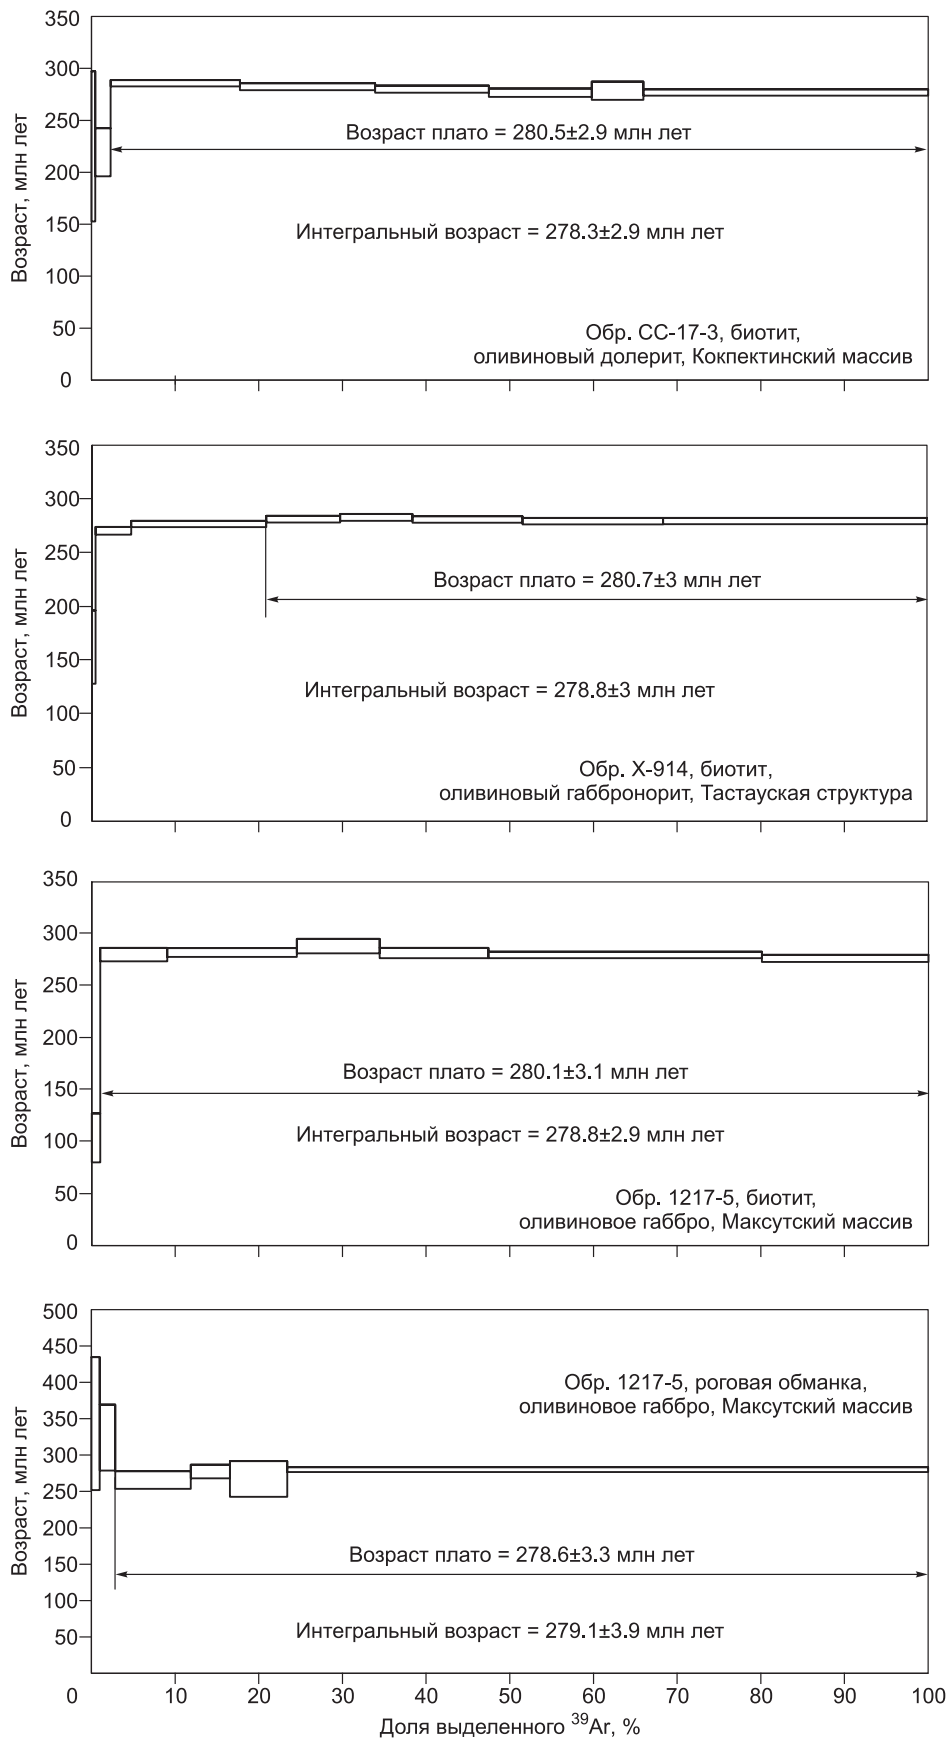 350
300
250
200
150
100
50
0
Возраст, млн лет
Возраст плато = 280.5±2.9 млн лет
Интегральный возраст = 278.3±2.9 млн лет
Обр. СС-17-3, биотит,
оливиновый долерит, Кокпектинский массив
350
300
250
200
150
100
50
0
Возраст, млн лет
Возраст плато = 280.7±3 млн лет
Интегральный возраст = 278.8±3 млн лет
Обр. Х-914, биотит,
оливиновый габбронорит, Тастауская структура
350
300
250
200
150
100
50
0
Возраст, млн лет
Возраст плато = 280.1±3.1 млн лет
Интегральный возраст = 278.8±2.9 млн лет
Обр. 1217-5, биотит,
оливиновое габбро, Максутский массив
500
450
400
350
300
250
200
150
100
50
Возраст, млн лет
Обр. 1217-5, роговая обманка,
оливиновое габбро, Максутский массив
Возраст плато = 278.6±3.3 млн лет
Интегральный возраст = 279.1±3.9 млн лет
0 10 20 30 40 50 60 70 80 90 100
Доля выделенного ³⁹Ar, %